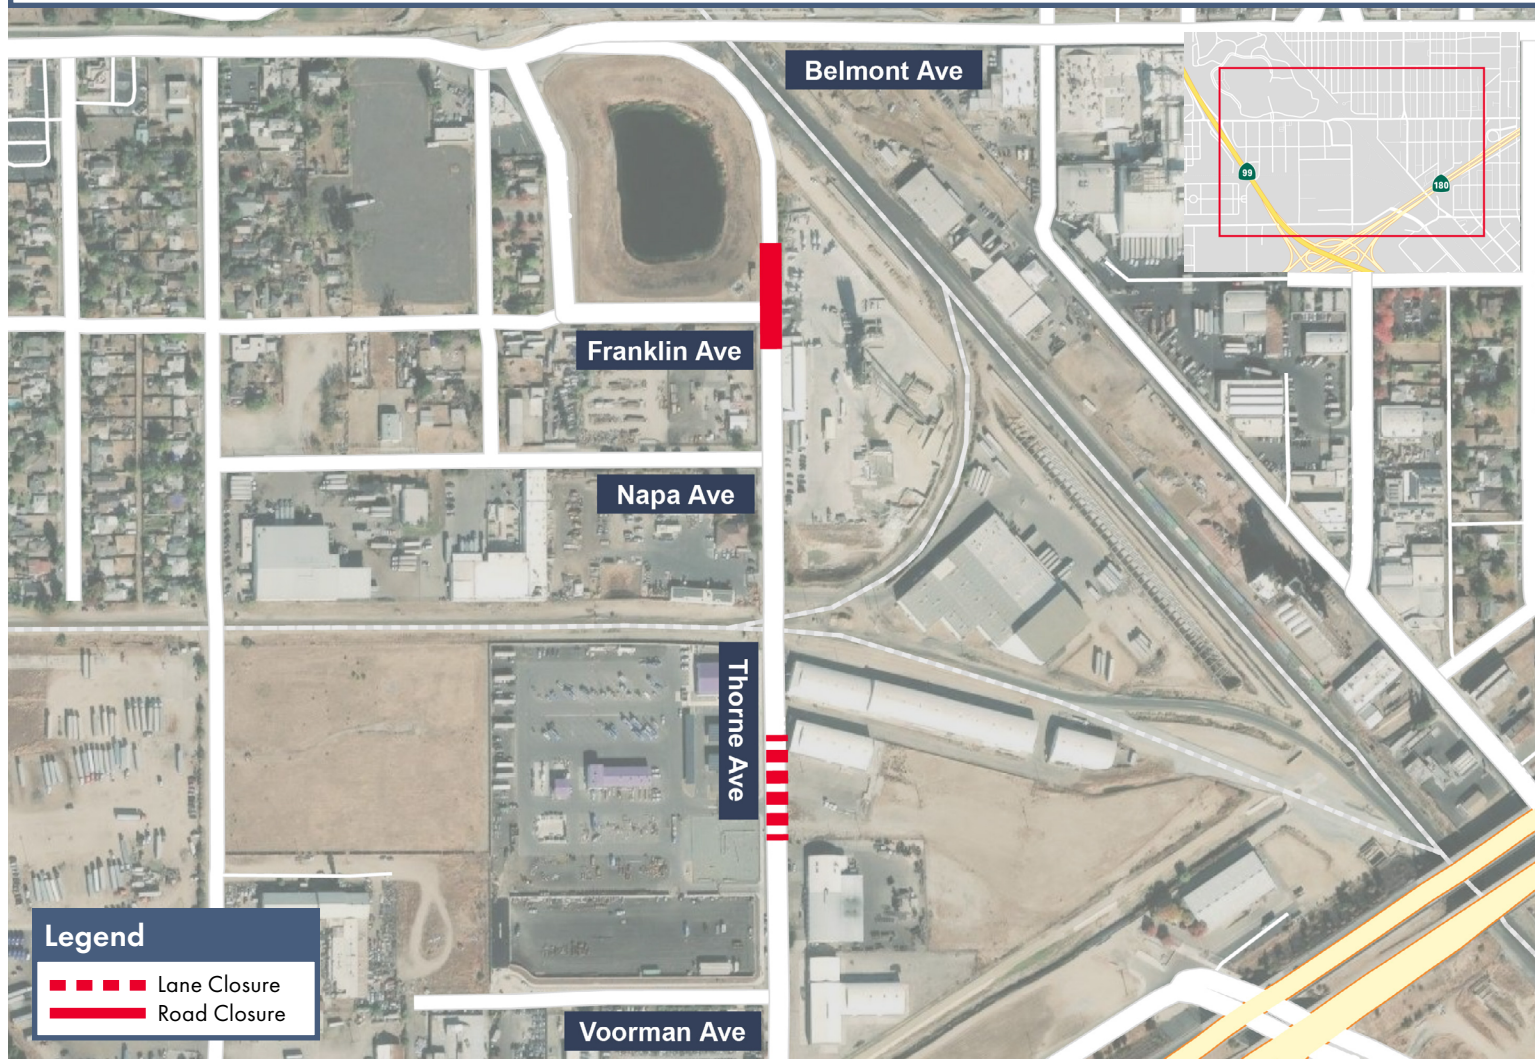 Belmont Ave
99
180
Franklin Ave
Napa Ave
Thorne Ave
Legend
Lane Closure
Road Closure
Voorman Ave